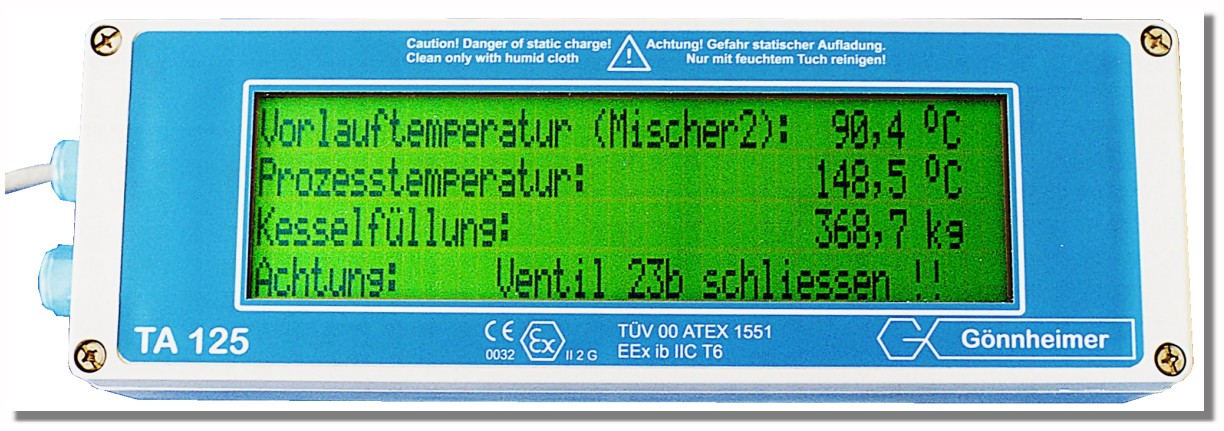 Caution! Danger of static charge!
Clean only with humid cloth
Achtung! Gefahr statischer Aufladung.
Nur mit feuchtem Tuch reinigen!
Vorlauftemperatur (Mischer2): 90,4 °C
Prozesstemperatur: 148,5 °C
Kesselfüllung: 368,7 kg
Achtung: Ventil 23b schliessen !!
TA 125
CE
0032
Ex
II 2 G
TÜV 00 ATEX 1551
EEx ib IIC T6
Gönnheimer